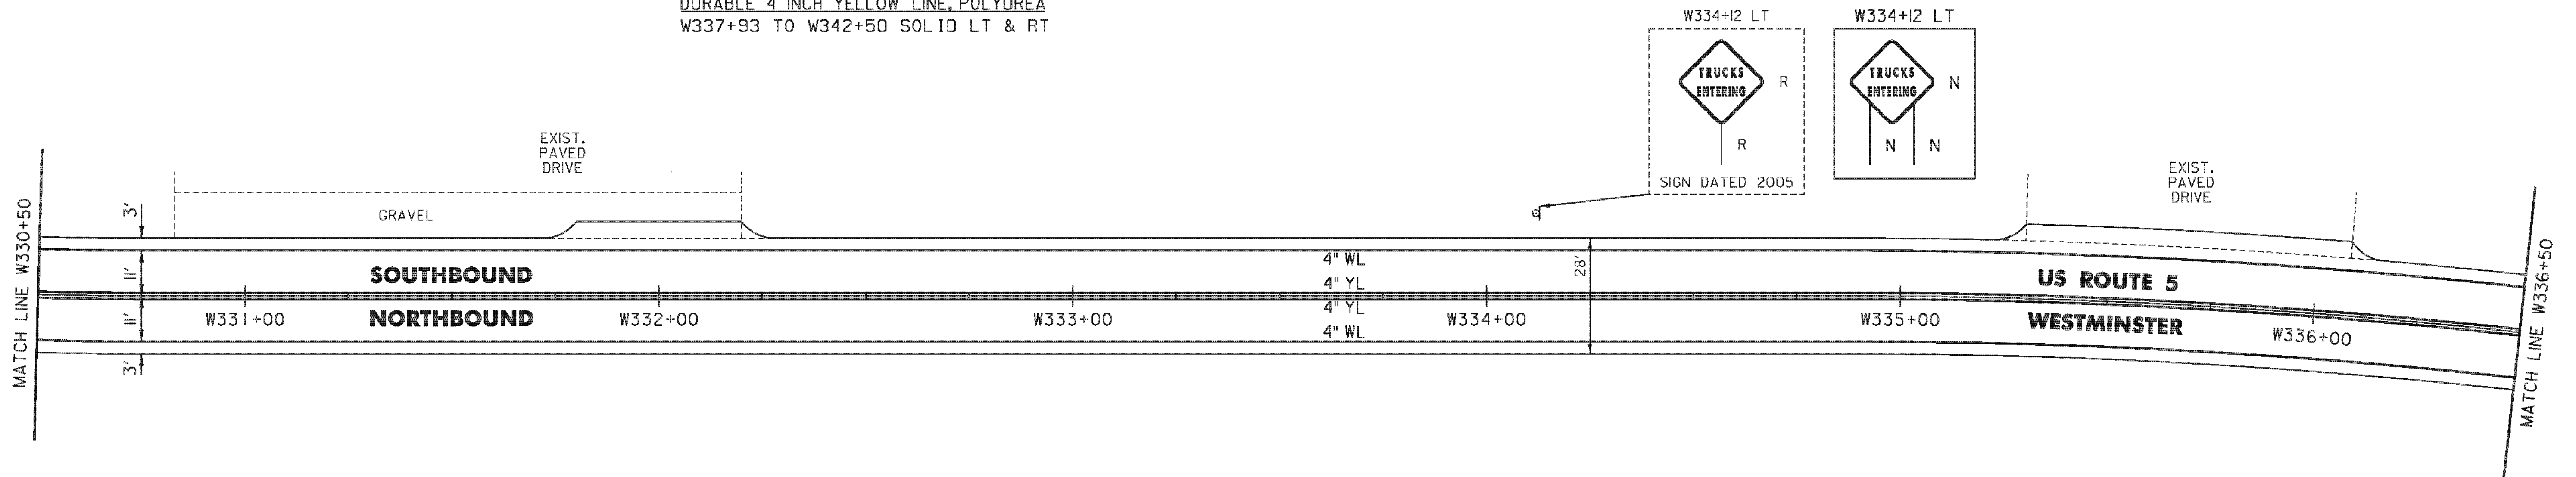 DURABLE 4 INCH YELLOW LINE, POLYUREA
W337+93 TO W342+50 SOLID LT & RT
W334+12 LT
TRUCKS
ENTERING
R
R
SIGN DATED 2005
W334+12 LT
TRUCKS
ENTERING
N
N N
EXIST.
PAVED
DRIVE
EXIST.
PAVED
DRIVE
GRAVEL
MATCH LINE W330+50
3'
11'
11'
3'
SOUTHBOUND
NORTHBOUND
4" WL
4" YL
4" YL
4" WL
28'
US ROUTE 5
WESTMINSTER
W331+00
W332+00
W333+00
W334+00
W335+00
W336+00
MATCH LINE W336+50